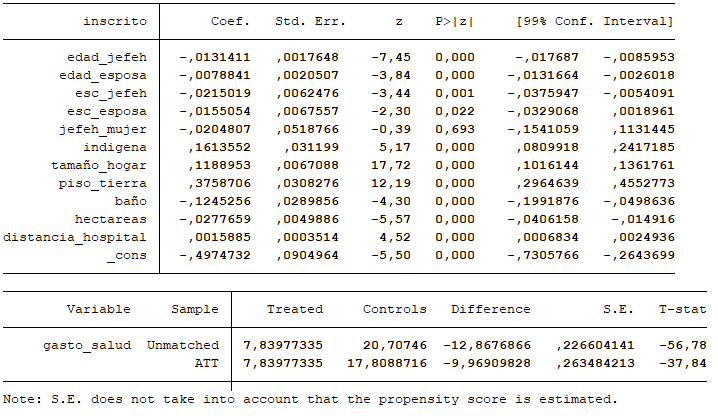 inscrito Coef. Std. Err. z P>|z| [99% Conf. Interval]
edad_jefeh -,0131411 ,0017648 -7,45 0,000 -,017687 -,0085953
edad_esposa -,0078841 ,0020507 -3,84 0,000 -,0131664 -,0026018
esc_jefeh -,0215019 ,0062476 -3,44 0,001 -,0375947 -,0054091
esc_esposa -,0155054 ,0067557 -2,30 0,022 -,0329068 ,0018961
jefeh_mujer -,0204807 ,0518766 -0,39 0,693 -,1541059 ,1131445
indigena ,1613552 ,031199 5,17 0,000 ,0809918 ,2417185
tamaño_hogar ,1188953 ,0067088 17,72 0,000 ,1016144 ,1361761
piso_tierra ,3758706 ,0308276 12,19 0,000 ,2964639 ,4552773
baño -,1245256 ,0289856 -4,30 0,000 -,1991876 -,0498636
hectareas -,0277659 ,0049886 -5,57 0,000 -,0406158 -,014916
distancia_hospital ,0015885 ,0003514 4,52 0,000 ,0006834 ,0024936
_cons -,4974732 ,0904964 -5,50 0,000 -,7305766 -,2643699
Variable Sample Treated Controls Difference S.E. T-stat
gasto_salud Unmatched 7,83977335 20,70746 -12,8676866 ,226604141 -56,78
ATT 7,83977335 17,8088716 -9,96909828 ,263484213 -37,84
Note: S.E. does not take into account that the propensity score is estimated.